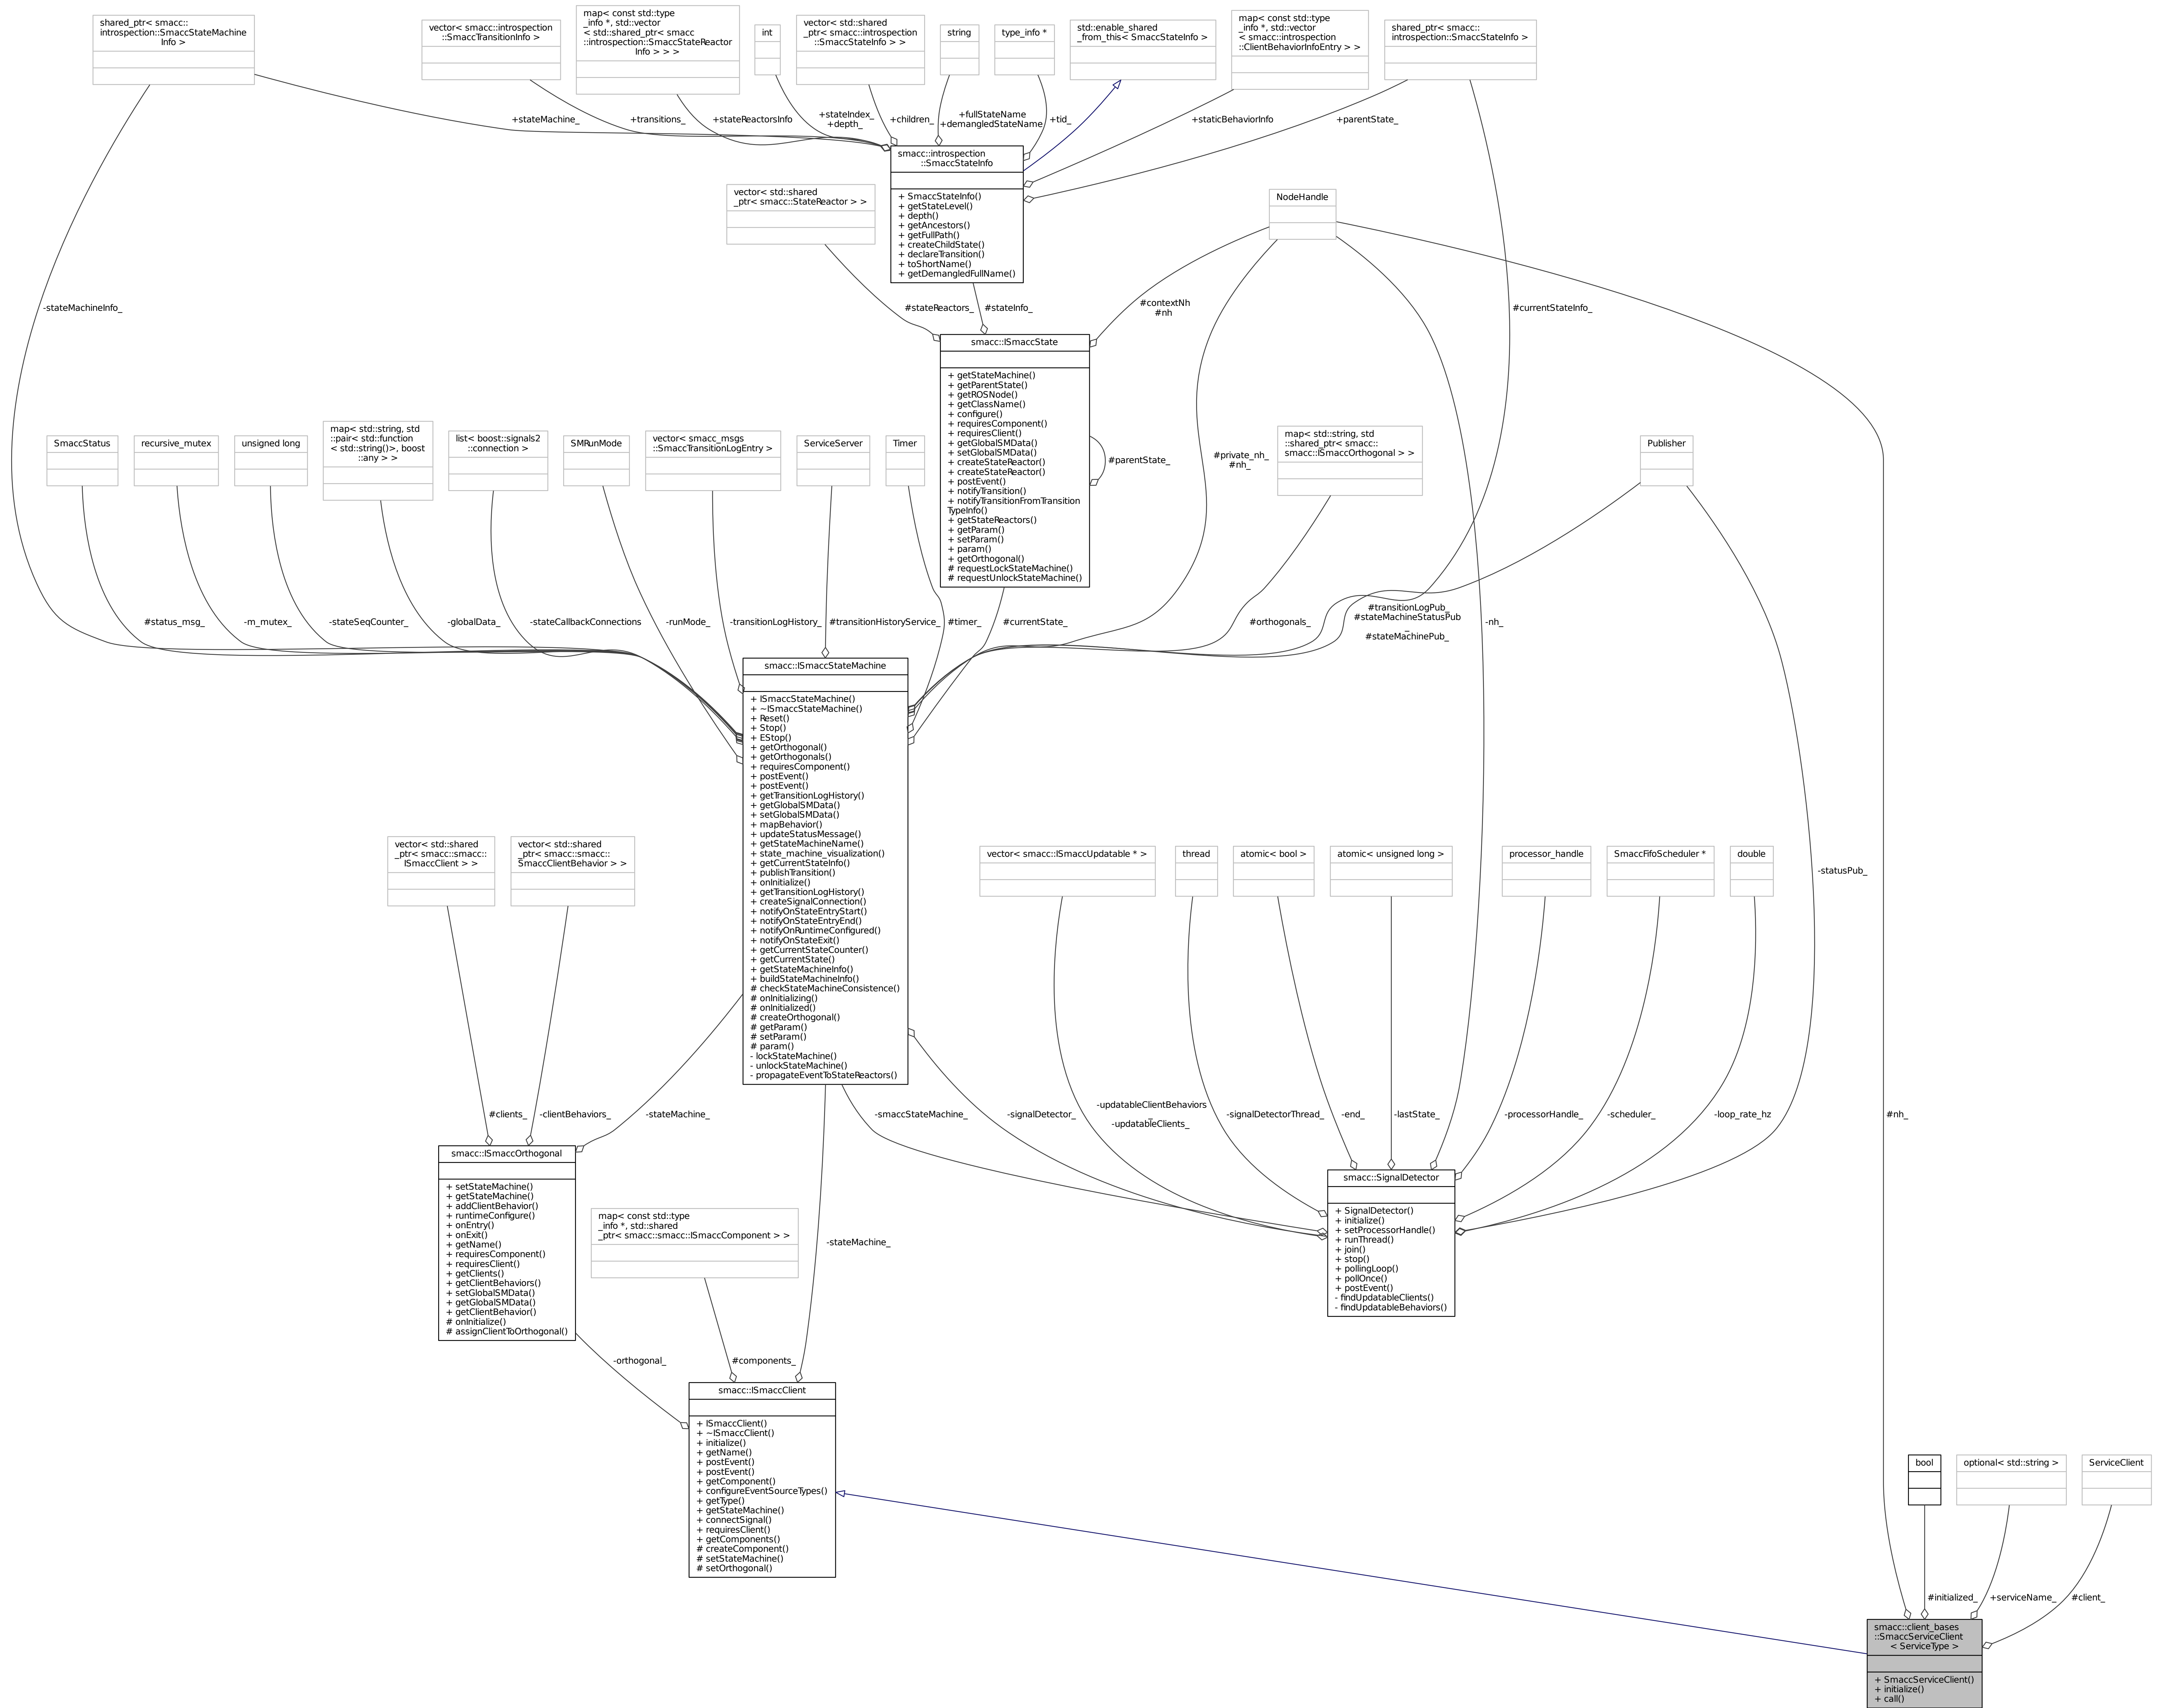 shared_ptr< smacc::
introspection::SmaccStateMachine
Info >
vector< smacc::introspection
::SmaccTransitionInfo >
map< const std::type
_info *, std::vector
< std::shared_ptr< smacc
::introspection::SmaccStateReactor
Info > > >
int
vector< std::shared
_ptr< smacc::introspection
::SmaccStateInfo > >
string
type_info *
std::enable_shared
_from_this< SmaccStateInfo >
map< const std::type
_info *, std::vector
< smacc::introspection
::ClientBehaviorInfoEntry > >
shared_ptr< smacc::
introspection::SmaccStateInfo >
+stateMachine_
+transitions_
+stateReactorsInfo
+stateIndex_
+depth_
+children_
+fullStateName
+demangledStateName
+tid_
+staticBehaviorInfo
+parentState_
smacc::introspection
::SmaccStateInfo
+ SmaccStateInfo()
+ getStateLevel()
+ depth()
+ getAncestors()
+ getFullPath()
+ createChildState()
+ declareTransition()
+ toShortName()
+ getDemangledFullName()
vector< std::shared
_ptr< smacc::StateReactor > >
NodeHandle
-stateMachineInfo_
#stateReactors_
#stateInfo_
#contextNh
#nh
#currentStateInfo_
smacc::ISmaccState
+ getStateMachine()
+ getParentState()
+ getROSNode()
+ getClassName()
+ configure()
+ requiresComponent()
+ requiresClient()
+ getGlobalSMData()
+ setGlobalSMData()
+ createStateReactor()
+ createStateReactor()
+ postEvent()
+ notifyTransition()
+ notifyTransitionFromTransition
TypeInfo()
+ getStateReactors()
+ getParam()
+ setParam()
+ param()
+ getOrthogonal()
# requestLockStateMachine()
# requestUnlockStateMachine()
#parentState_
#private_nh_
#nh_
SmaccStatus
recursive_mutex
unsigned long
map< std::string, std
::pair< std::function
< std::string()>, boost
::any > >
list< boost::signals2
::connection >
SMRunMode
vector< smacc_msgs
::SmaccTransitionLogEntry >
ServiceServer
Timer
map< std::string, std
::shared_ptr< smacc::
smacc::ISmaccOrthogonal > >
Publisher
#status_msg_
-m_mutex_
-stateSeqCounter_
-globalData_
-stateCallbackConnections
-runMode_
-transitionLogHistory_
#transitionHistoryService_
#timer_
#currentState_
#orthogonals_
#transitionLogPub_
#stateMachineStatusPub
_
#stateMachinePub_
-nh_
smacc::ISmaccStateMachine
+ ISmaccStateMachine()
+ ~ISmaccStateMachine()
+ Reset()
+ Stop()
+ EStop()
+ getOrthogonal()
+ getOrthogonals()
+ requiresComponent()
+ postEvent()
+ postEvent()
+ getTransitionLogHistory()
+ getGlobalSMData()
+ setGlobalSMData()
+ mapBehavior()
+ updateStatusMessage()
+ getStateMachineName()
+ state_machine_visualization()
+ getCurrentStateInfo()
+ publishTransition()
+ onInitialize()
+ getTransitionLogHistory()
+ createSignalConnection()
+ notifyOnStateEntryStart()
+ notifyOnStateEntryEnd()
+ notifyOnRuntimeConfigured()
+ notifyOnStateExit()
+ getCurrentStateCounter()
+ getCurrentState()
+ getStateMachineInfo()
+ buildStateMachineInfo()
# checkStateMachineConsistence()
# onInitializing()
# onInitialized()
# createOrthogonal()
# getParam()
# setParam()
# param()
- lockStateMachine()
- unlockStateMachine()
- propagateEventToStateReactors()
vector< std::shared
_ptr< smacc::smacc::
ISmaccClient > >
vector< std::shared
_ptr< smacc::smacc::
SmaccClientBehavior > >
vector< smacc::ISmaccUpdatable * >
thread
atomic< bool >
atomic< unsigned long >
processor_handle
SmaccFifoScheduler *
double
-statusPub_
#clients_
-clientBehaviors_
-stateMachine_
-smaccStateMachine_
-signalDetector_
-updatableClientBehaviors
_
-updatableClients_
-signalDetectorThread_
-end_
-lastState_
-processorHandle_
-scheduler_
-loop_rate_hz
#nh_
smacc::ISmaccOrthogonal
+ setStateMachine()
+ getStateMachine()
+ addClientBehavior()
+ runtimeConfigure()
+ onEntry()
+ onExit()
+ getName()
+ requiresComponent()
+ requiresClient()
+ getClients()
+ getClientBehaviors()
+ setGlobalSMData()
+ getGlobalSMData()
+ getClientBehavior()
# onInitialize()
# assignClientToOrthogonal()
smacc::SignalDetector
+ SignalDetector()
+ initialize()
+ setProcessorHandle()
+ runThread()
+ join()
+ stop()
+ pollingLoop()
+ pollOnce()
+ postEvent()
- findUpdatableClients()
- findUpdatableBehaviors()
map< const std::type
_info *, std::shared
_ptr< smacc::smacc::ISmaccComponent > >
-stateMachine_
-orthogonal_
#components_
smacc::ISmaccClient
+ ISmaccClient()
+ ~ISmaccClient()
+ initialize()
+ getName()
+ postEvent()
+ postEvent()
+ getComponent()
+ configureEventSourceTypes()
+ getType()
+ getStateMachine()
+ connectSignal()
+ requiresClient()
+ getComponents()
# createComponent()
# setStateMachine()
# setOrthogonal()
bool
optional< std::string >
ServiceClient
#initialized_
+serviceName_
#client_
smacc::client_bases
::SmaccServiceClient
< ServiceType >
+ SmaccServiceClient()
+ initialize()
+ call()